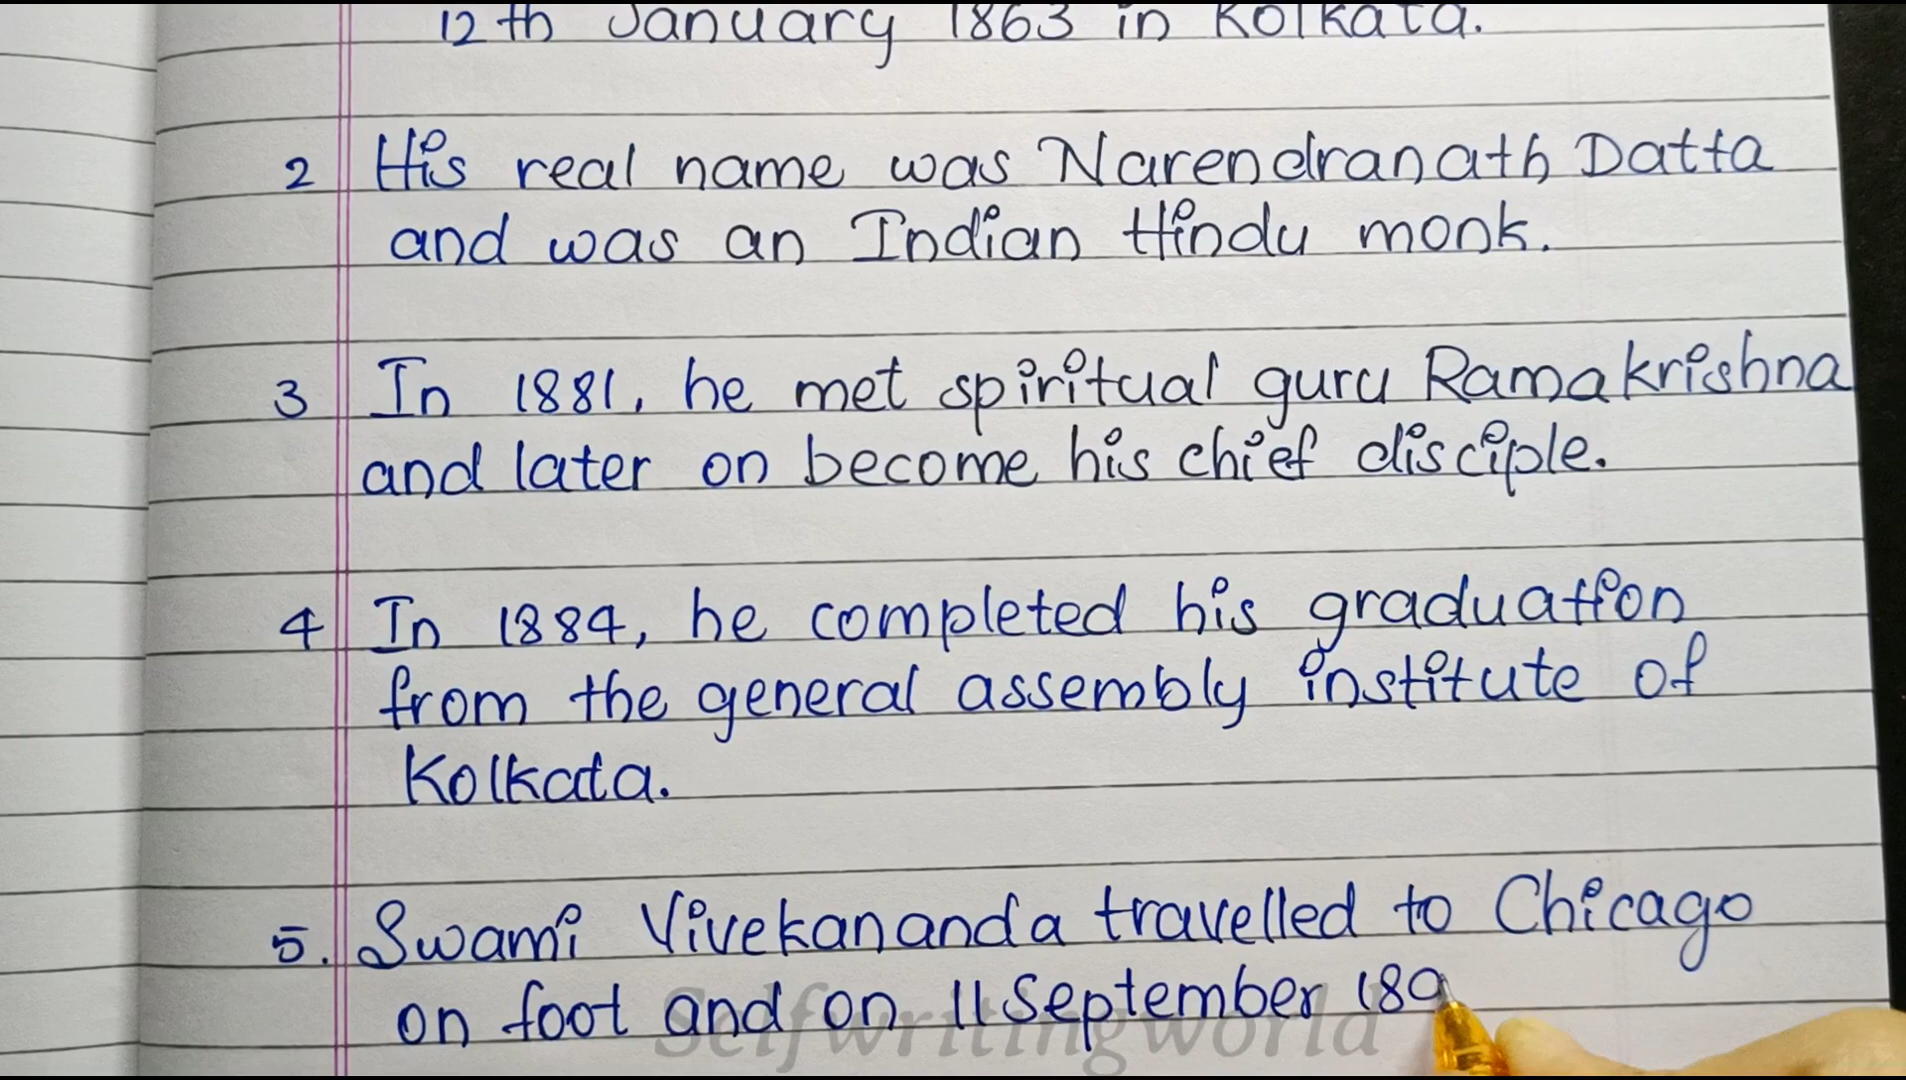 12th January 1863 in Kolkata.
2 His real name was Narendranath Datta
and was an Indian Hindu monk.
3 In 1881, he met spiritual guru Ramakrishna
and later on become his chief disciple.
4 In 1884, he completed his graduation
from the general assembly institute of
Kolkata.
5. Swami Vivekananda travelled to Chicago
on foot and on 11 September 189
Selfwritingworld